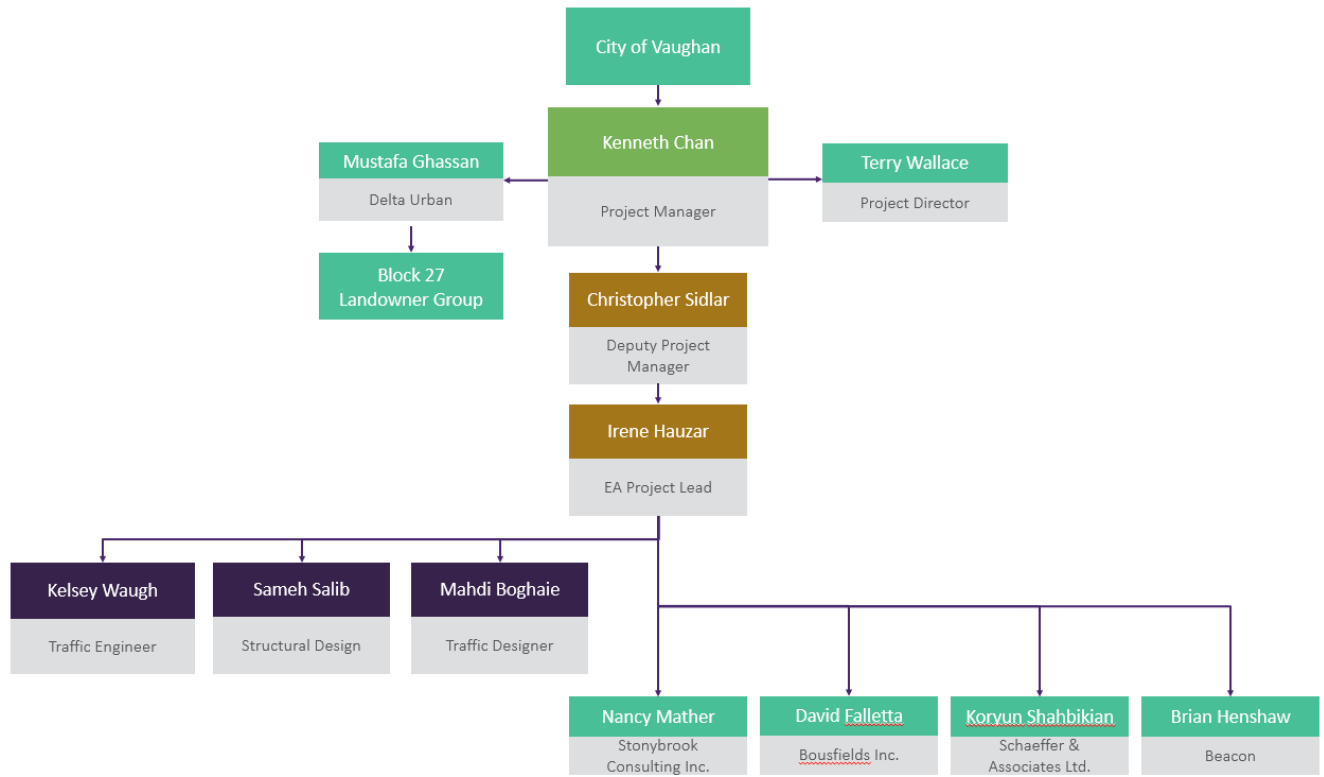 City of Vaughan
Kenneth Chan
Project Manager
Mustafa Ghassan
Delta Urban
Terry Wallace
Project Director
Block 27
Landowner Group
Christopher Sidlar
Deputy Project
Manager
Irene Hauzar
EA Project Lead
Kelsey Waugh
Traffic Engineer
Sameh Salib
Structural Design
Mahdi Boghaie
Traffic Designer
Nancy Mather
Stonybrook
Consulting Inc.
David Falletta
Bousfields Inc.
Koryun Shahbikian
Schaeffer &
Associates Ltd.
Brian Henshaw
Beacon